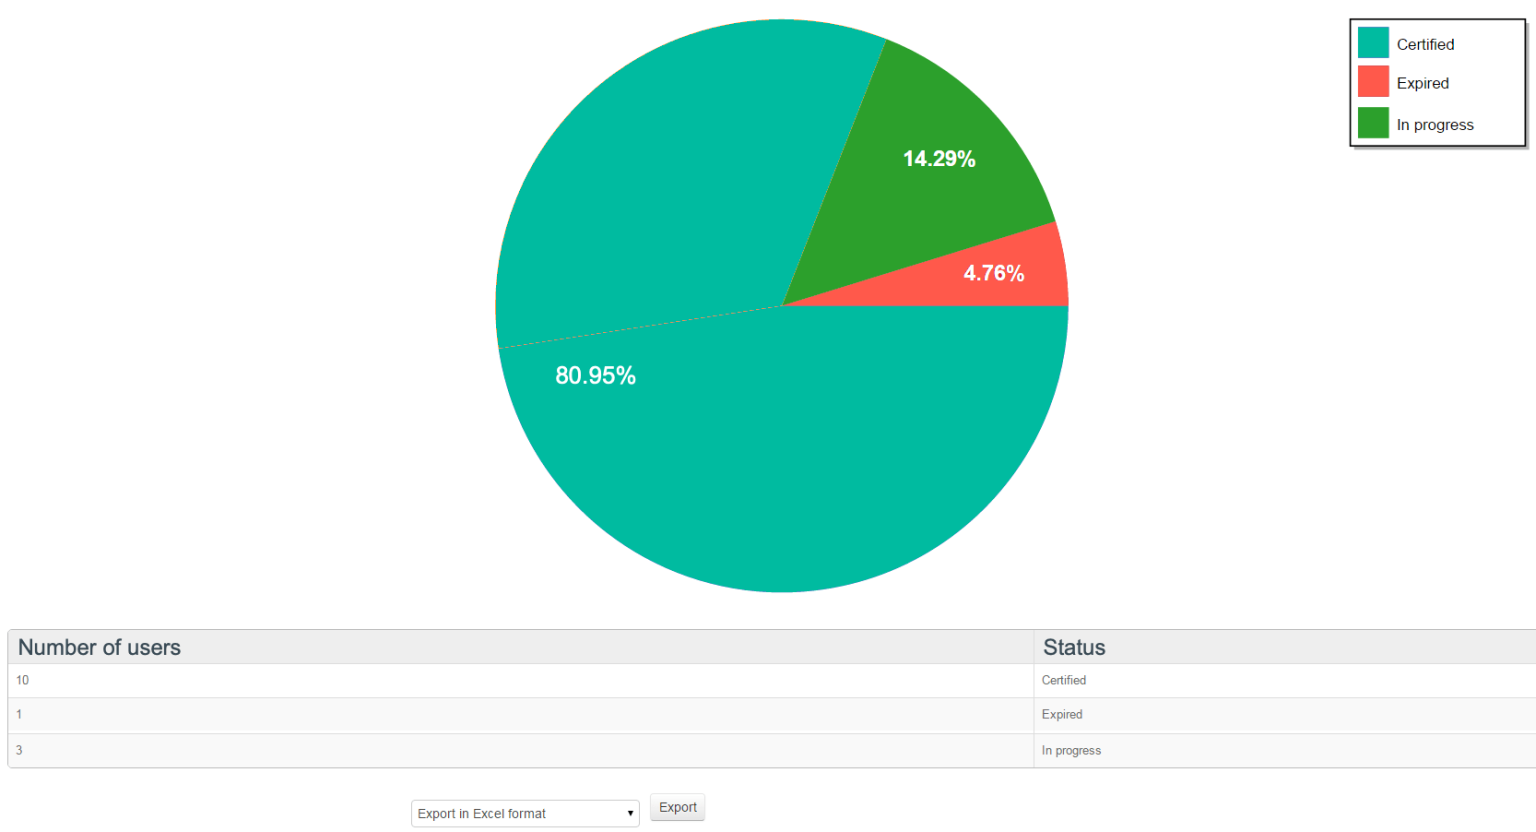 Certified
Expired
In progress
14.29%
4.76%
80.95%
Number of users Status
10 Certified
1 Expired
3 In progress
Export in Excel format Export